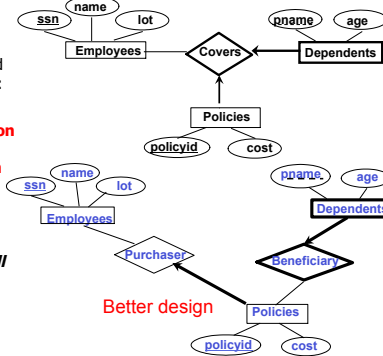 name
ssn
lot
pname
age
Employees
Covers
Dependents
d
:
Policies
on
policyid
cost
name
pname
ssn
lot
age
Employees
Dependents
Purchaser
Beneficiary
Better design
Policies
policyid
cost